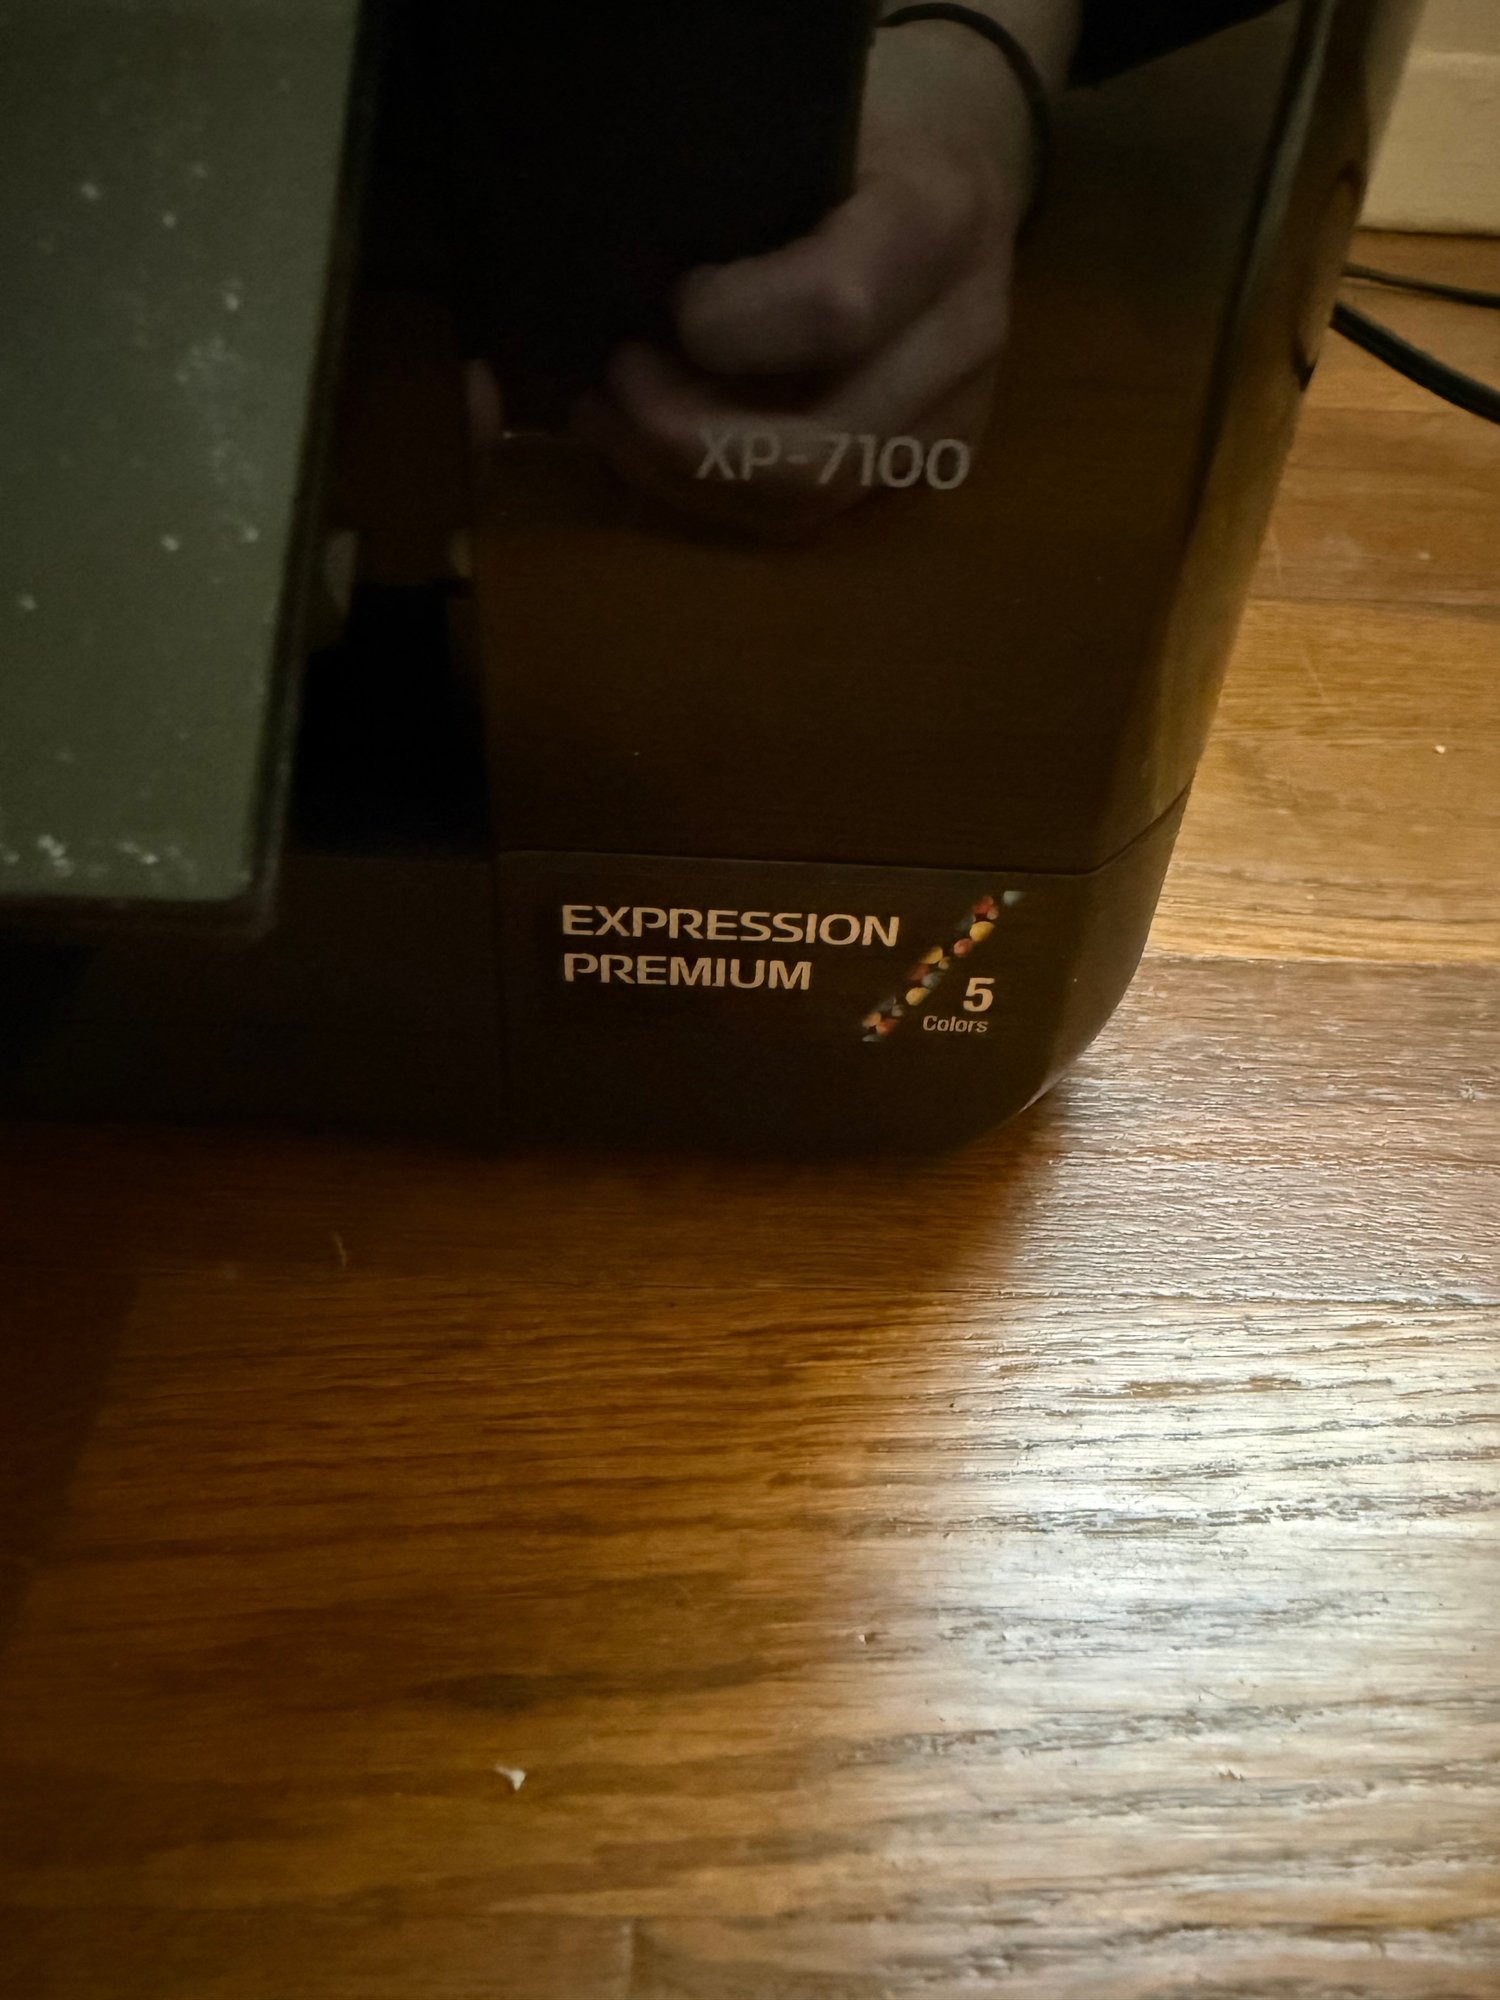 XP-7100
EXPRESSION
PREMIUM
5
Colors